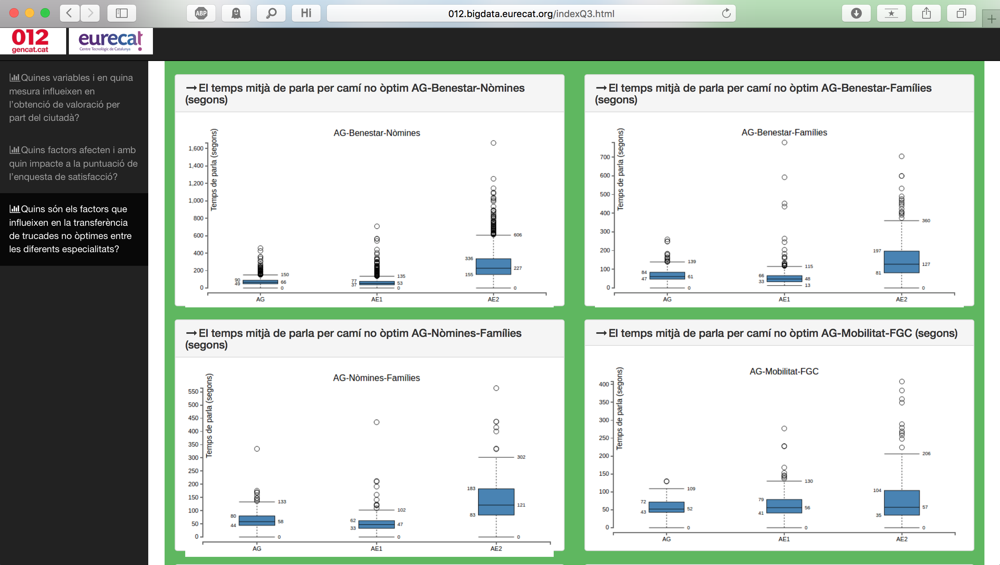 ABP
Hi
012.bigdata.eurecat.org/indexQ3.html
012
gencat.cat
eurecat
Centre Tecnològic de Catalunya
Quines variables i en quina
mesura influeixen en
l'obtenció de valoració per
part del ciutadà?
Quins factors afecten i amb
quin impacte a la puntuació de
l'enquesta de satisfacció?
Quins són els factors que
influeixen en la transferència
de trucades no òptimes entre
les diferents especialitats?
→El temps mitjà de parla per camí no òptim AG-Benestar-Nòmines
(segons)
AG-Benestar-Nòmines
Temps de parla (segons)
1,600
1,400
1,200
1,000
800
600
400
200
0
90
49
150
66
0
77
37
135
53
0
336
155
606
227
0
AG
AE1
AE2
→El temps mitjà de parla per camí no òptim AG-Benestar-Famílies
(segons)
AG-Benestar-Famílies
Temps de parla (segons)
700
600
500
400
300
200
100
0
84
47
139
61
0
66
33
115
48
13
197
81
360
127
0
AG
AE1
AE2
→El temps mitjà de parla per camí no òptim AG-Nòmines-Famílies
(segons)
AG-Nòmines-Famílies
Temps de parla (segons)
550
500
450
400
350
300
250
200
150
100
50
0
80
44
133
58
0
62
33
102
47
0
183
83
302
121
0
AG
AE1
AE2
→El temps mitjà de parla per camí no òptim AG-Mobilitat-FGC (segons)
AG-Mobilitat-FGC
Temps de parla (segons)
400
350
300
250
200
150
100
50
0
72
43
109
52
0
79
41
130
56
0
104
35
206
57
0
AG
AE1
AE2